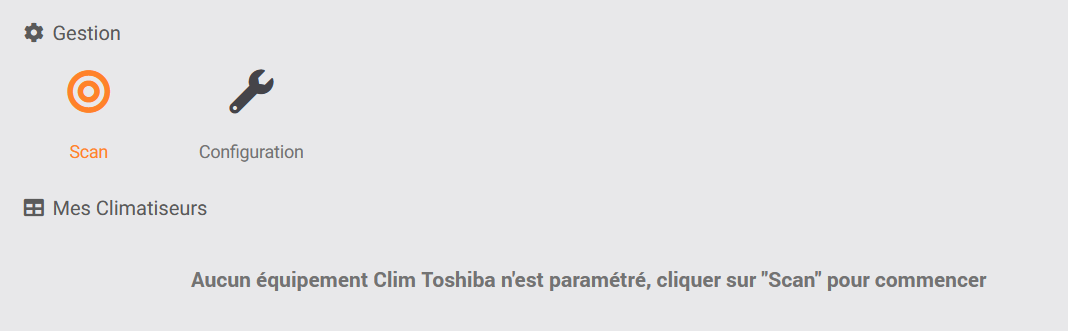 Gestion
Scan
Configuration
Mes Climatiseurs
Aucun équipement Clim Toshiba n'est paramétré, cliquer sur "Scan" pour commencer